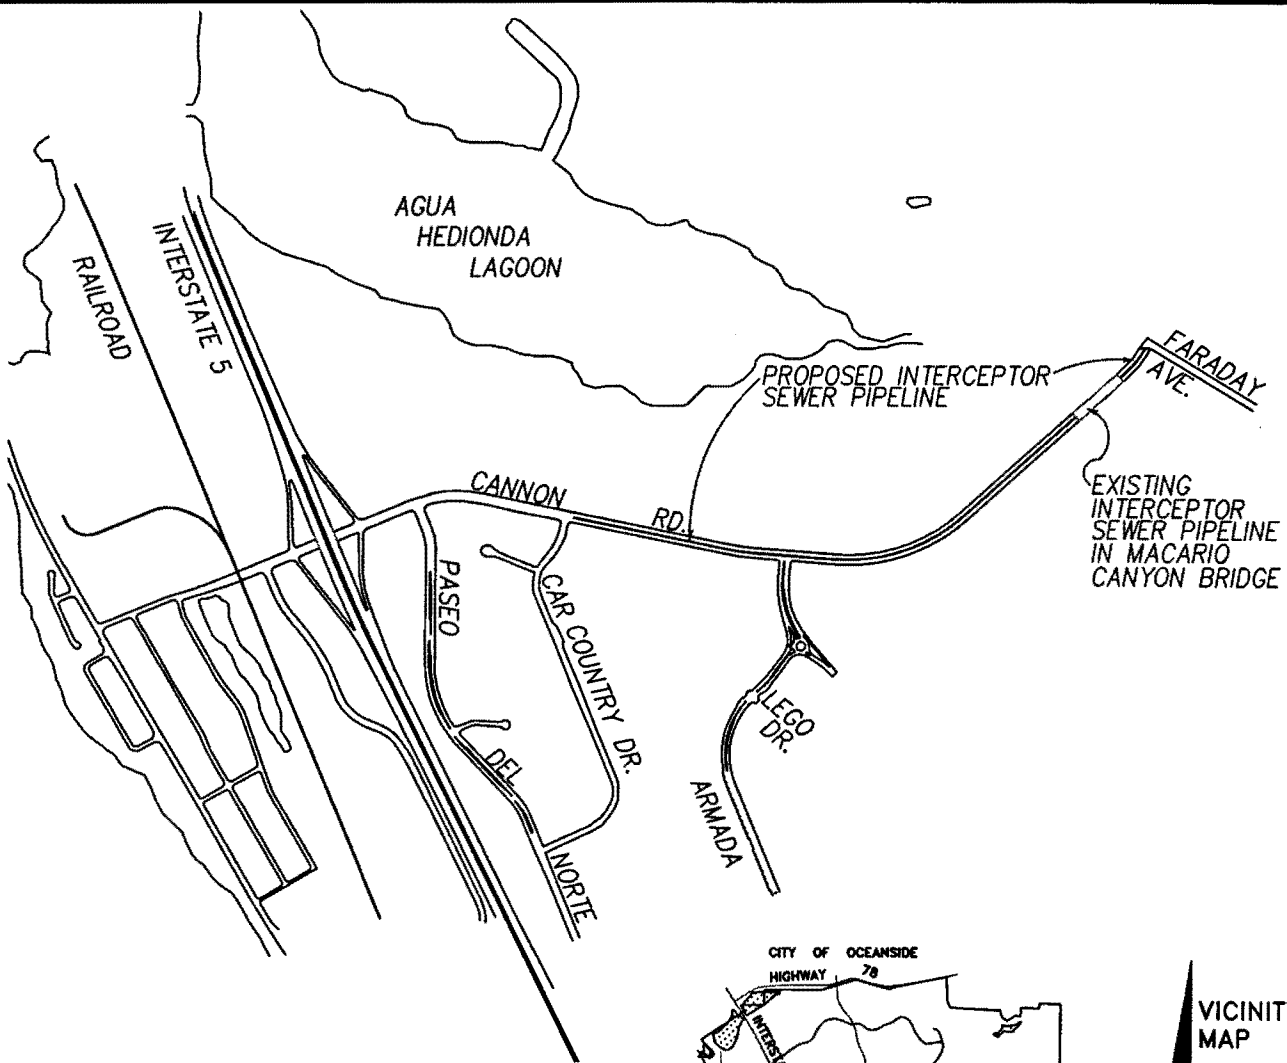 AGUA
HEDIONDA
LAGOON
RAILROAD
INTERSTATE 5
FARADAY
AVE.
PROPOSED INTERCEPTOR
SEWER PIPELINE
CANNON RD.
EXISTING
INTERCEPTOR
SEWER PIPELINE
IN MACARIO
CANYON BRIDGE
PASEO DEL NORTE
CAR COUNTRY DR.
LEGO
DR.
ARMADA
CITY OF OCEANSIDE
HIGHWAY 78
INTERST
VICINIT
MAP